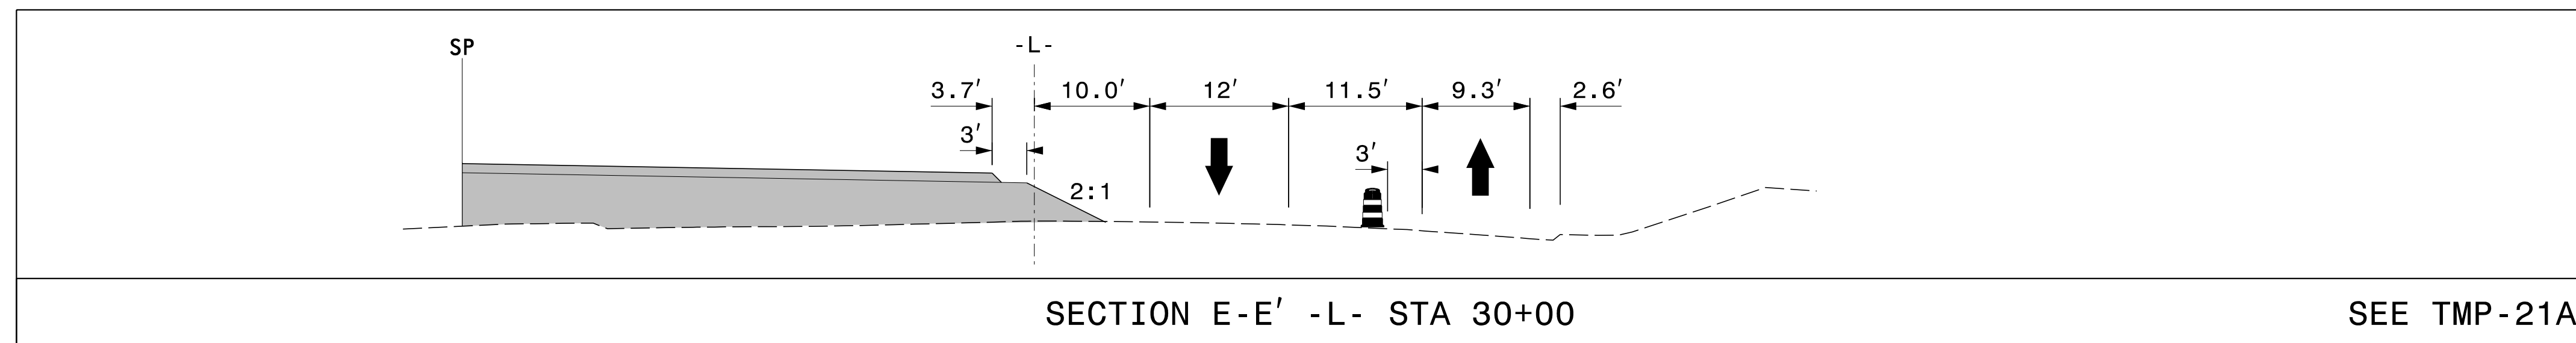 SP
-L-
3.7′ 10.0′ 12′ 11.5′ 9.3′ 2.6′
3′
3′
2:1
SECTION E-E′ -L- STA 30+00
SEE TMP-21A